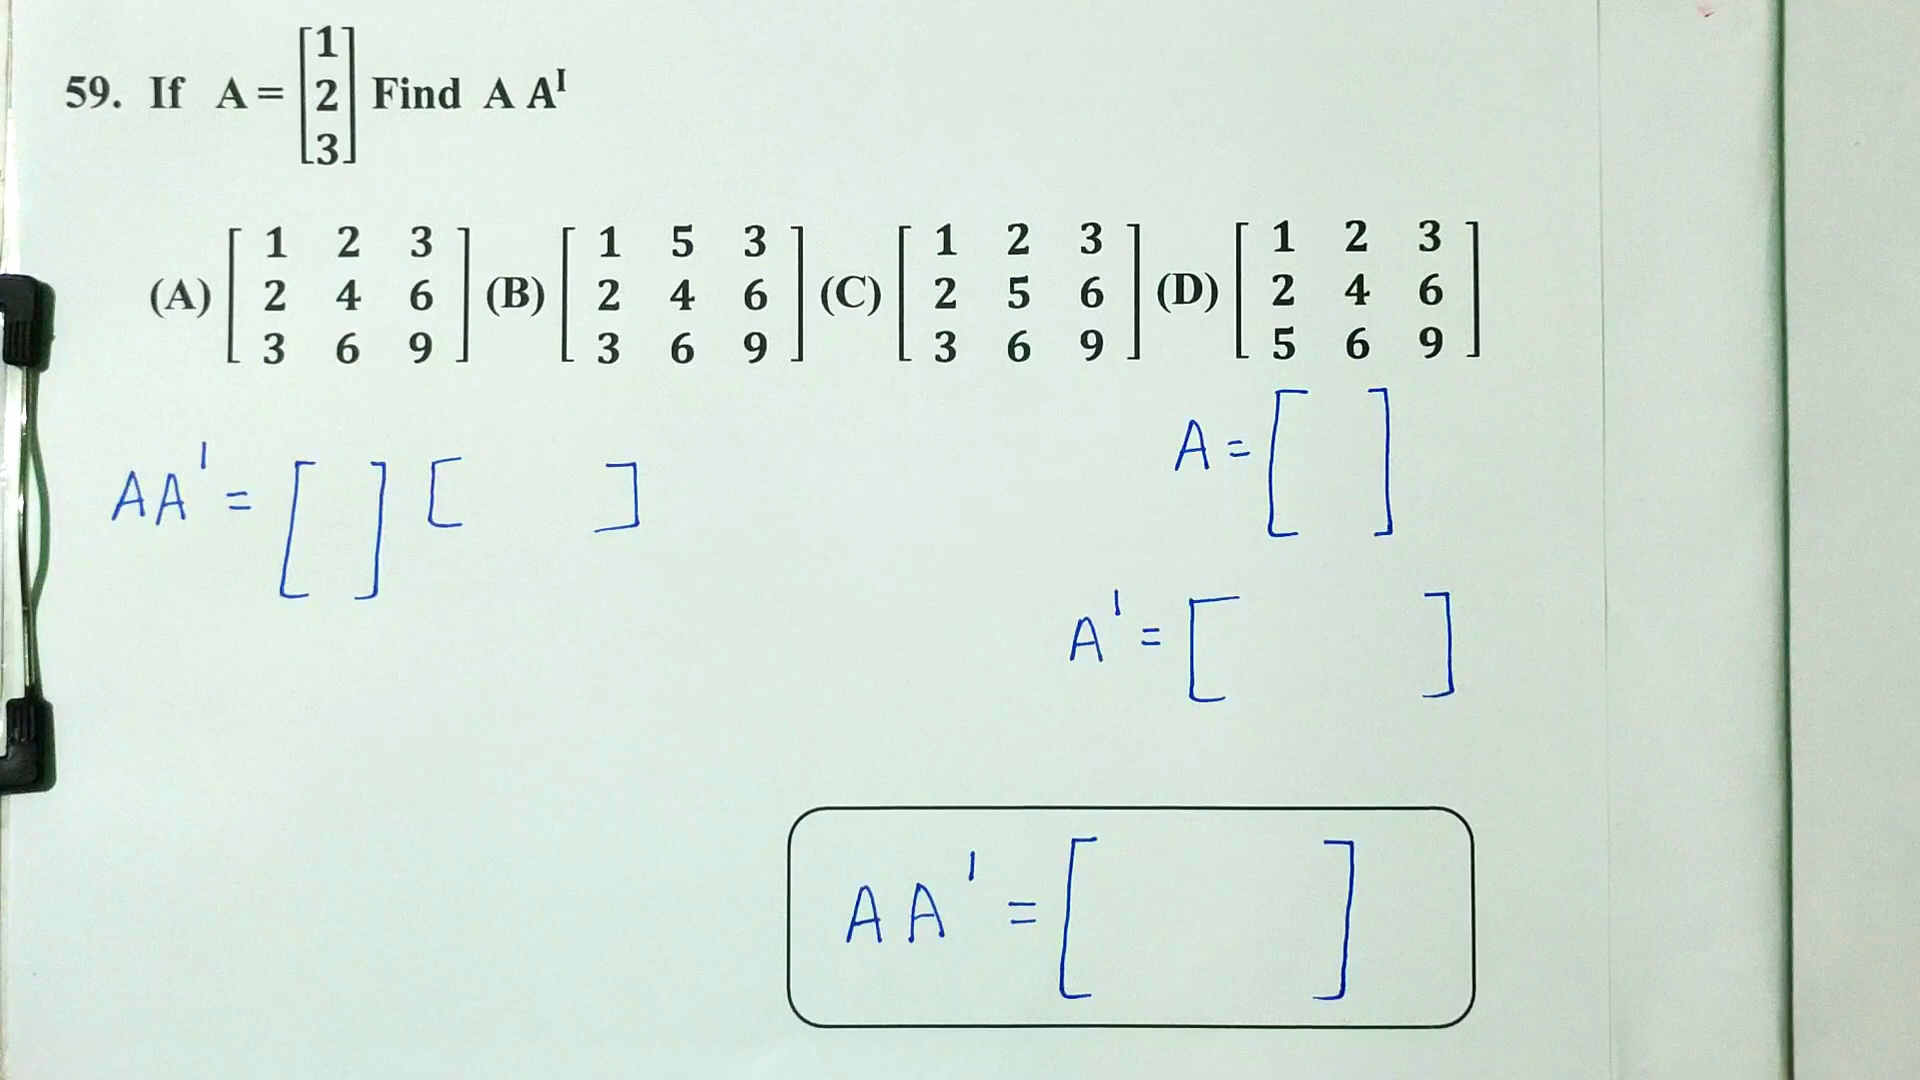 59. If A = [1 2 3] Find A Aᴵ
(A) [1 2 3 2 4 6 3 6 9] (B) [1 5 3 2 4 6 3 6 9] (C) [1 2 3 2 5 6 3 6 9] (D) [1 2 3 2 4 6 5 6 9]
AA' = [ ] [ ]
A = [ ]
A' = [ ]
AA' = [ ]